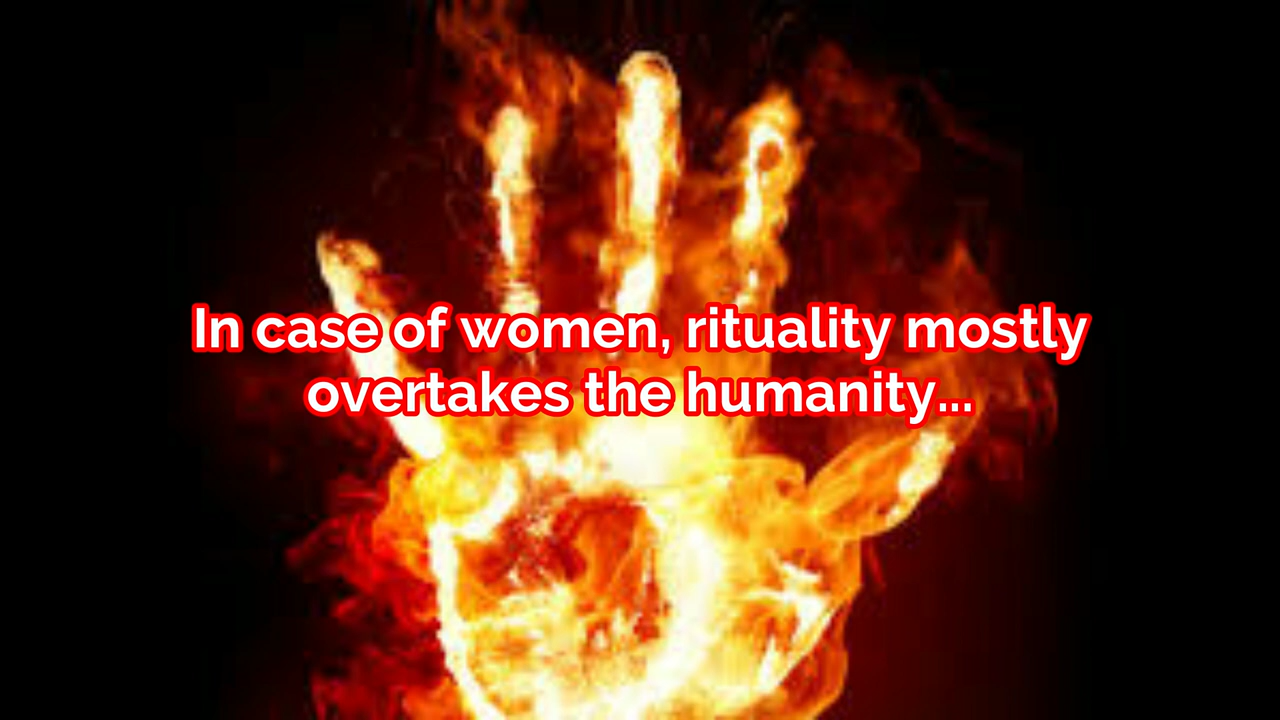 In case of women, rituality mostly
overtakes the humanity...